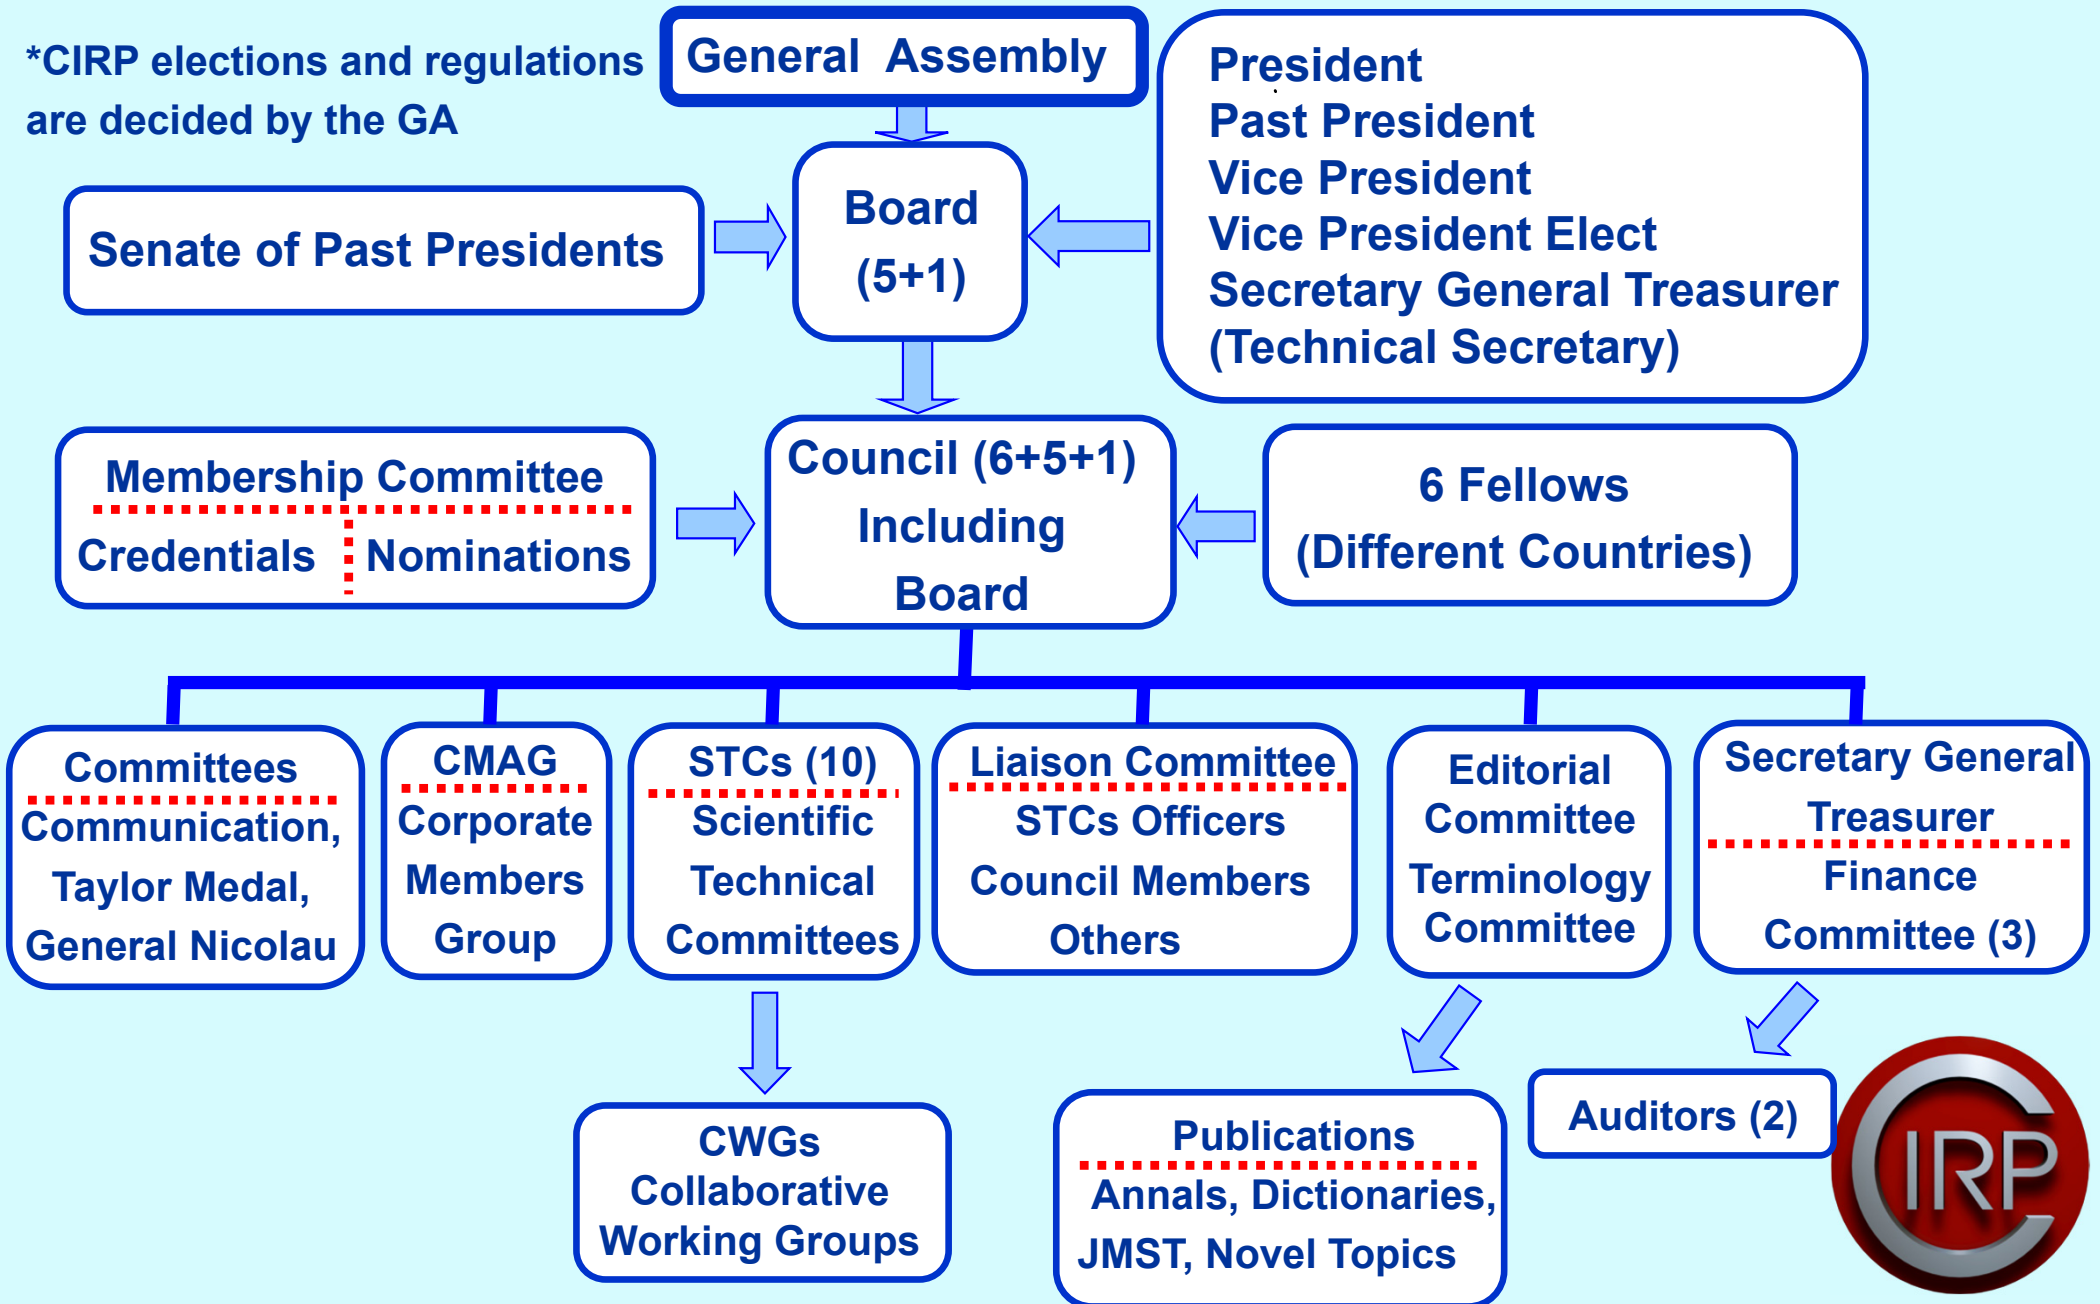 *CIRP elections and regulations
are decided by the GA
General Assembly
President
Past President
Vice President
Vice President Elect
Secretary General Treasurer
(Technical Secretary)
Senate of Past Presidents
Board
(5+1)
Membership Committee
Credentials
Nominations
Council (6+5+1)
Including
Board
6 Fellows
(Different Countries)
Committees
Communication,
Taylor Medal,
General Nicolau
CMAG
Corporate
Members
Group
STCs (10)
Scientific
Technical
Committees
Liaison Committee
STCs Officers
Council Members
Others
Editorial
Committee
Terminology
Committee
Secretary General
Treasurer
Finance
Committee (3)
CWGs
Collaborative
Working Groups
Publications
Annals, Dictionaries,
JMST, Novel Topics
Auditors (2)
CIRP